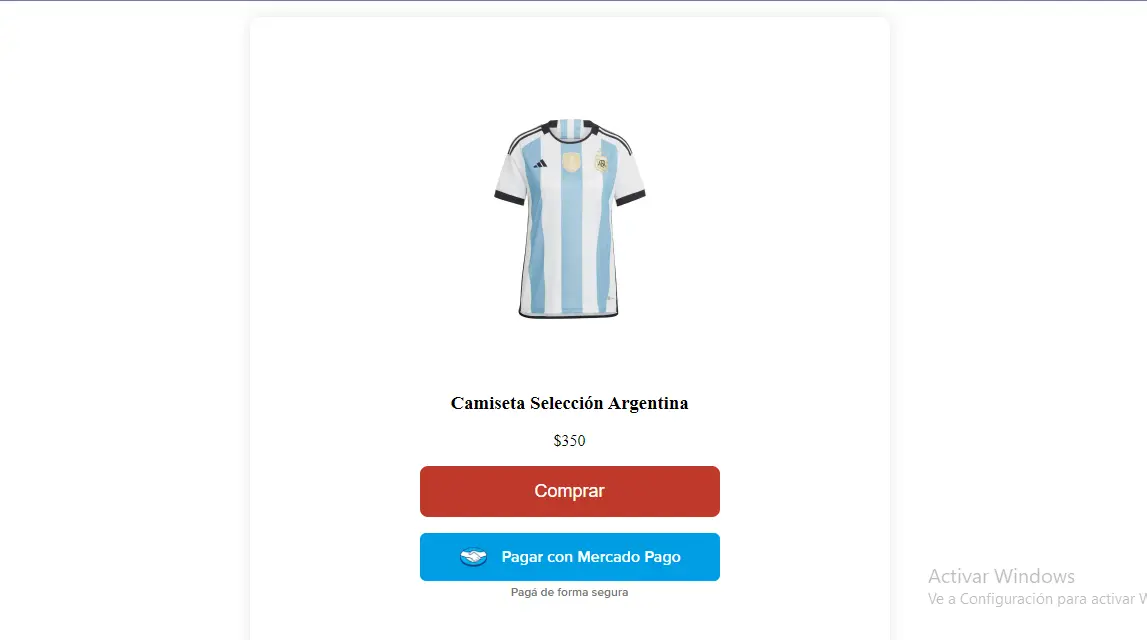 Camiseta Selección Argentina
$350
Comprar
Pagar con Mercado Pago
Pagá de forma segura
Activar Windows
Ve a Configuración para activar W